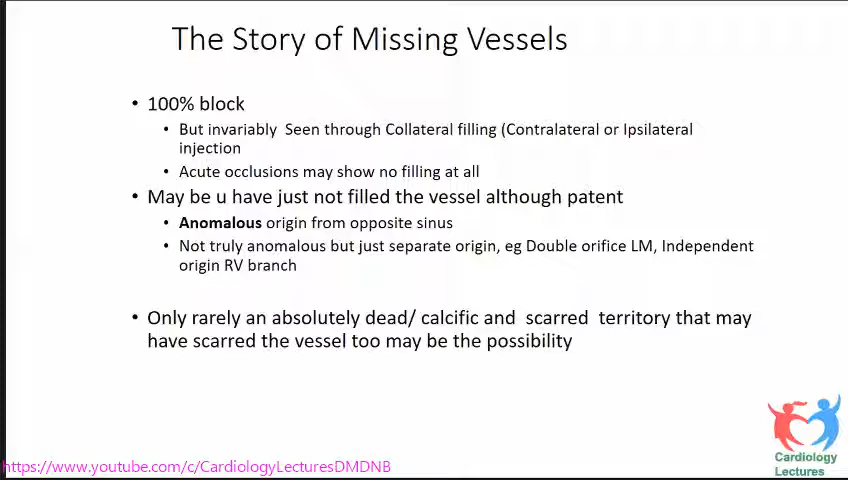 The Story of Missing Vessels
• 100% block
• But invariably Seen through Collateral filling (Contralateral or Ipsilateral
injection
• Acute occlusions may show no filling at all
• May be u have just not filled the vessel although patent
• Anomalous origin from opposite sinus
• Not truly anomalous but just separate origin, eg Double orifice LM, Independent
origin RV branch
• Only rarely an absolutely dead/ calcific and scarred territory that may
have scarred the vessel too may be the possibility
https://www.youtube.com/c/CardiologyLecturesDMDNB
Cardiology
Lectures